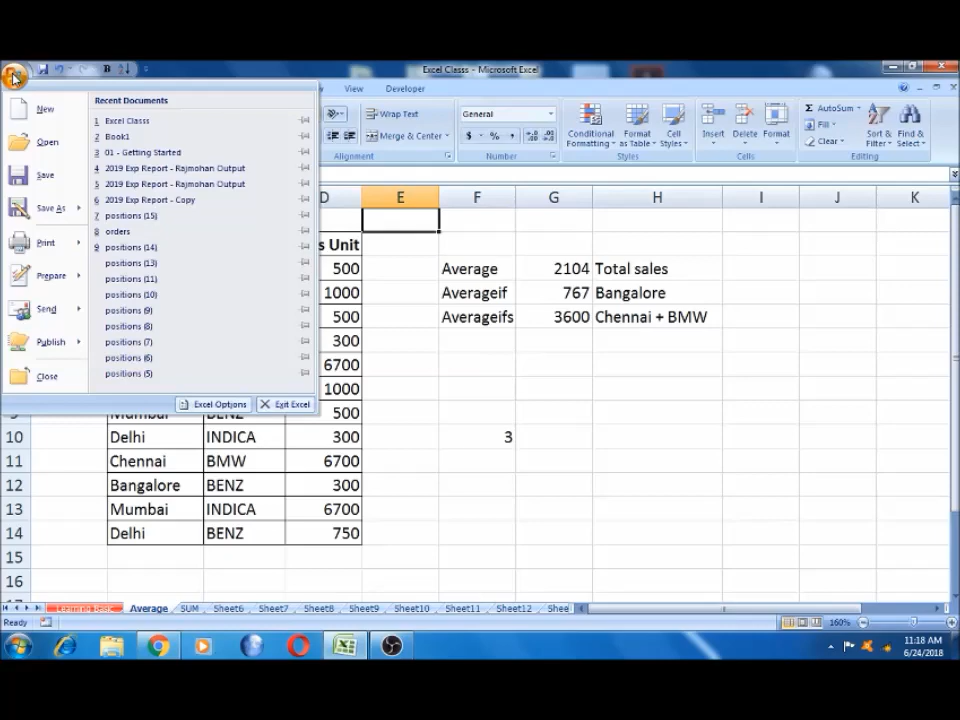 B
Excel Classs - Microsoft Excel
View Developer
Wrap Text
Merge & Center
Alignment
General
$ % ,
Number
Conditional Formatting
Format as Table
Cell Styles
Styles
Insert
Delete
Format
Cells
AutoSum
Fill
Clear
Sort & Filter
Find & Select
Editing
New
Open
Save
Save As
Print
Prepare
Send
Publish
Close
Recent Documents
1 Excel Classs
2 Book1
3 01 - Getting Started
4 2019 Exp Report - Rajmohan Output
5 2019 Exp Report - Rajmohan Output
6 2019 Exp Report - Copy
7 positions (15)
8 orders
9 positions (14)
positions (13)
positions (11)
positions (10)
positions (9)
positions (8)
positions (7)
positions (6)
positions (5)
Excel Options
Exit Excel
D E F G H I J K
s Unit
500 Average 2104 Total sales
1000 Averageif 767 Bangalore
500 Averageifs 3600 Chennai + BMW
300
6700
1000
9 Mumbai BENZ 500
10 Delhi INDICA 300 3
11 Chennai BMW 6700
12 Bangalore BENZ 300
13 Mumbai INDICA 6700
14 Delhi BENZ 750
15
16
Learning Basic Average SUM Sheet6 Sheet7 Sheet8 Sheet9 Sheet10 Sheet11 Sheet12 Shee
Ready
160%
11:18 AM
6/24/2018